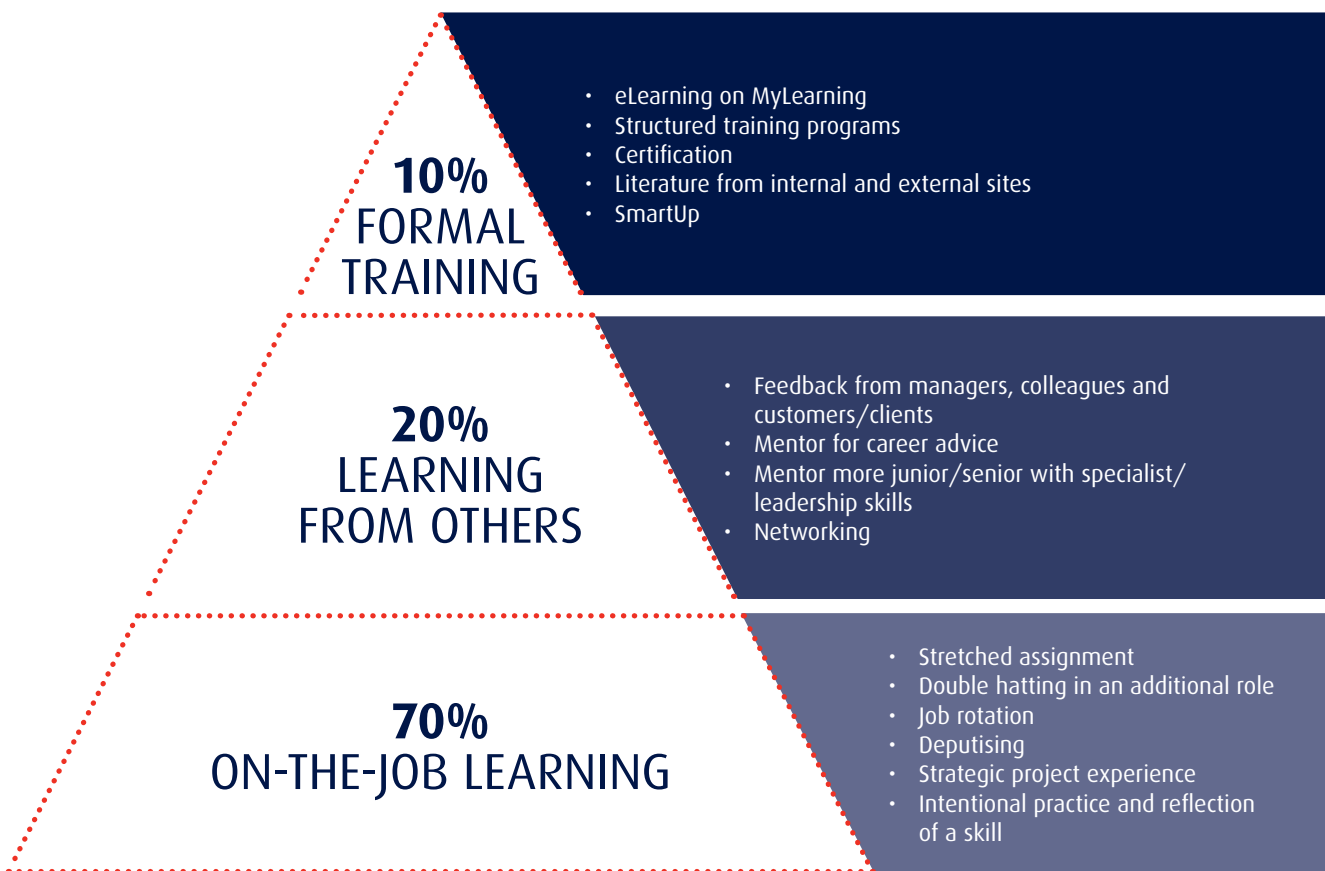 10%
FORMAL
TRAINING
• eLearning on MyLearning
• Structured training programs
• Certification
• Literature from internal and external sites
• SmartUp
20%
LEARNING
FROM OTHERS
• Feedback from managers, colleagues and
customers/clients
• Mentor for career advice
• Mentor more junior/senior with specialist/
leadership skills
• Networking
70%
ON-THE-JOB LEARNING
• Stretched assignment
• Double hatting in an additional role
• Job rotation
• Deputising
• Strategic project experience
• Intentional practice and reflection
of a skill